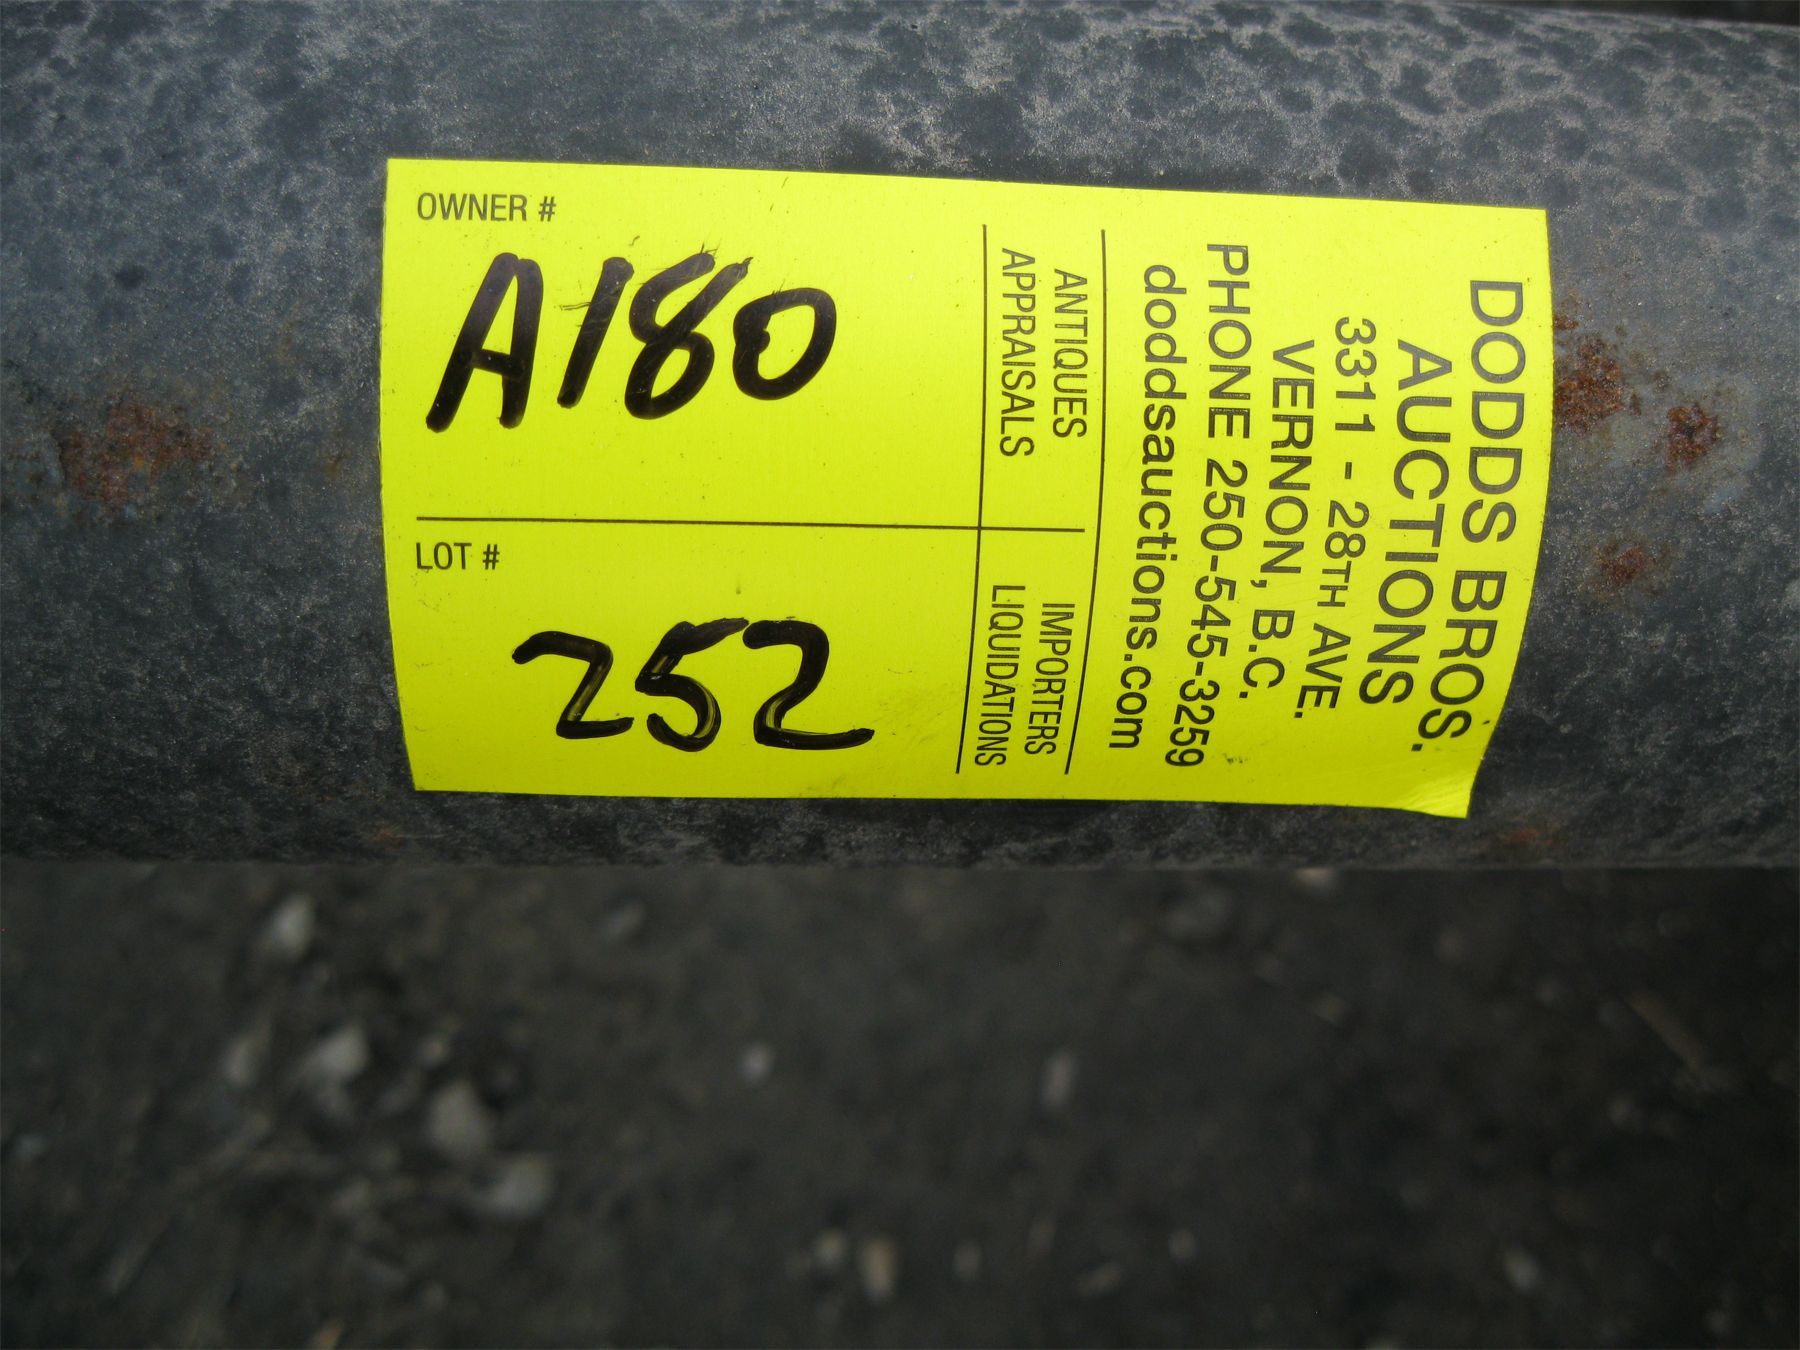 OWNER #
A180
LOT #
252
DODDS BROS.
AUCTIONS
3311 - 28TH AVE.
VERNON, B.C.
PHONE 250-545-3259
doddsauctions.com
ANTIQUES
APPRAISALS
IMPORTERS
LIQUIDATIONS